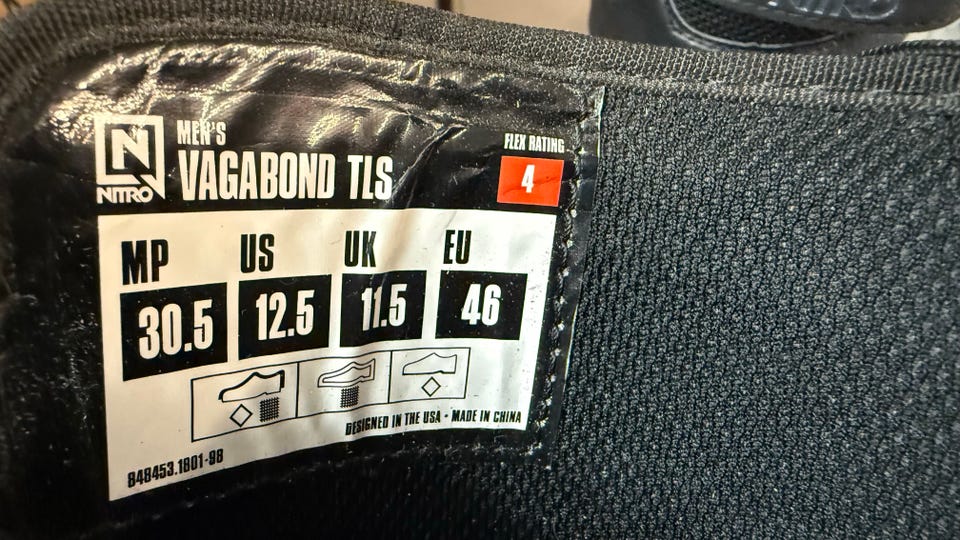 N
NITRO
MEN'S
VAGABOND TLS
FLEX RATING
4
MP US UK EU
30.5 12.5 11.5 46
DESIGNED IN THE USA • MADE IN CHINA
848453.1801-98